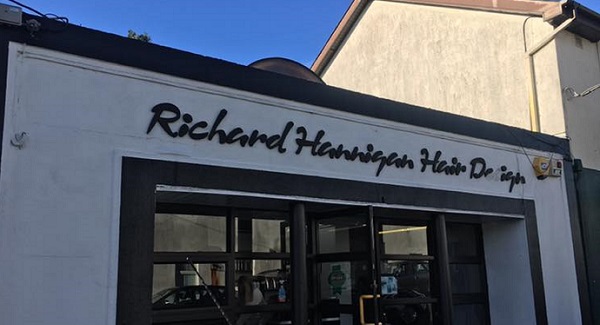 Richard Hannigan Hair De ign